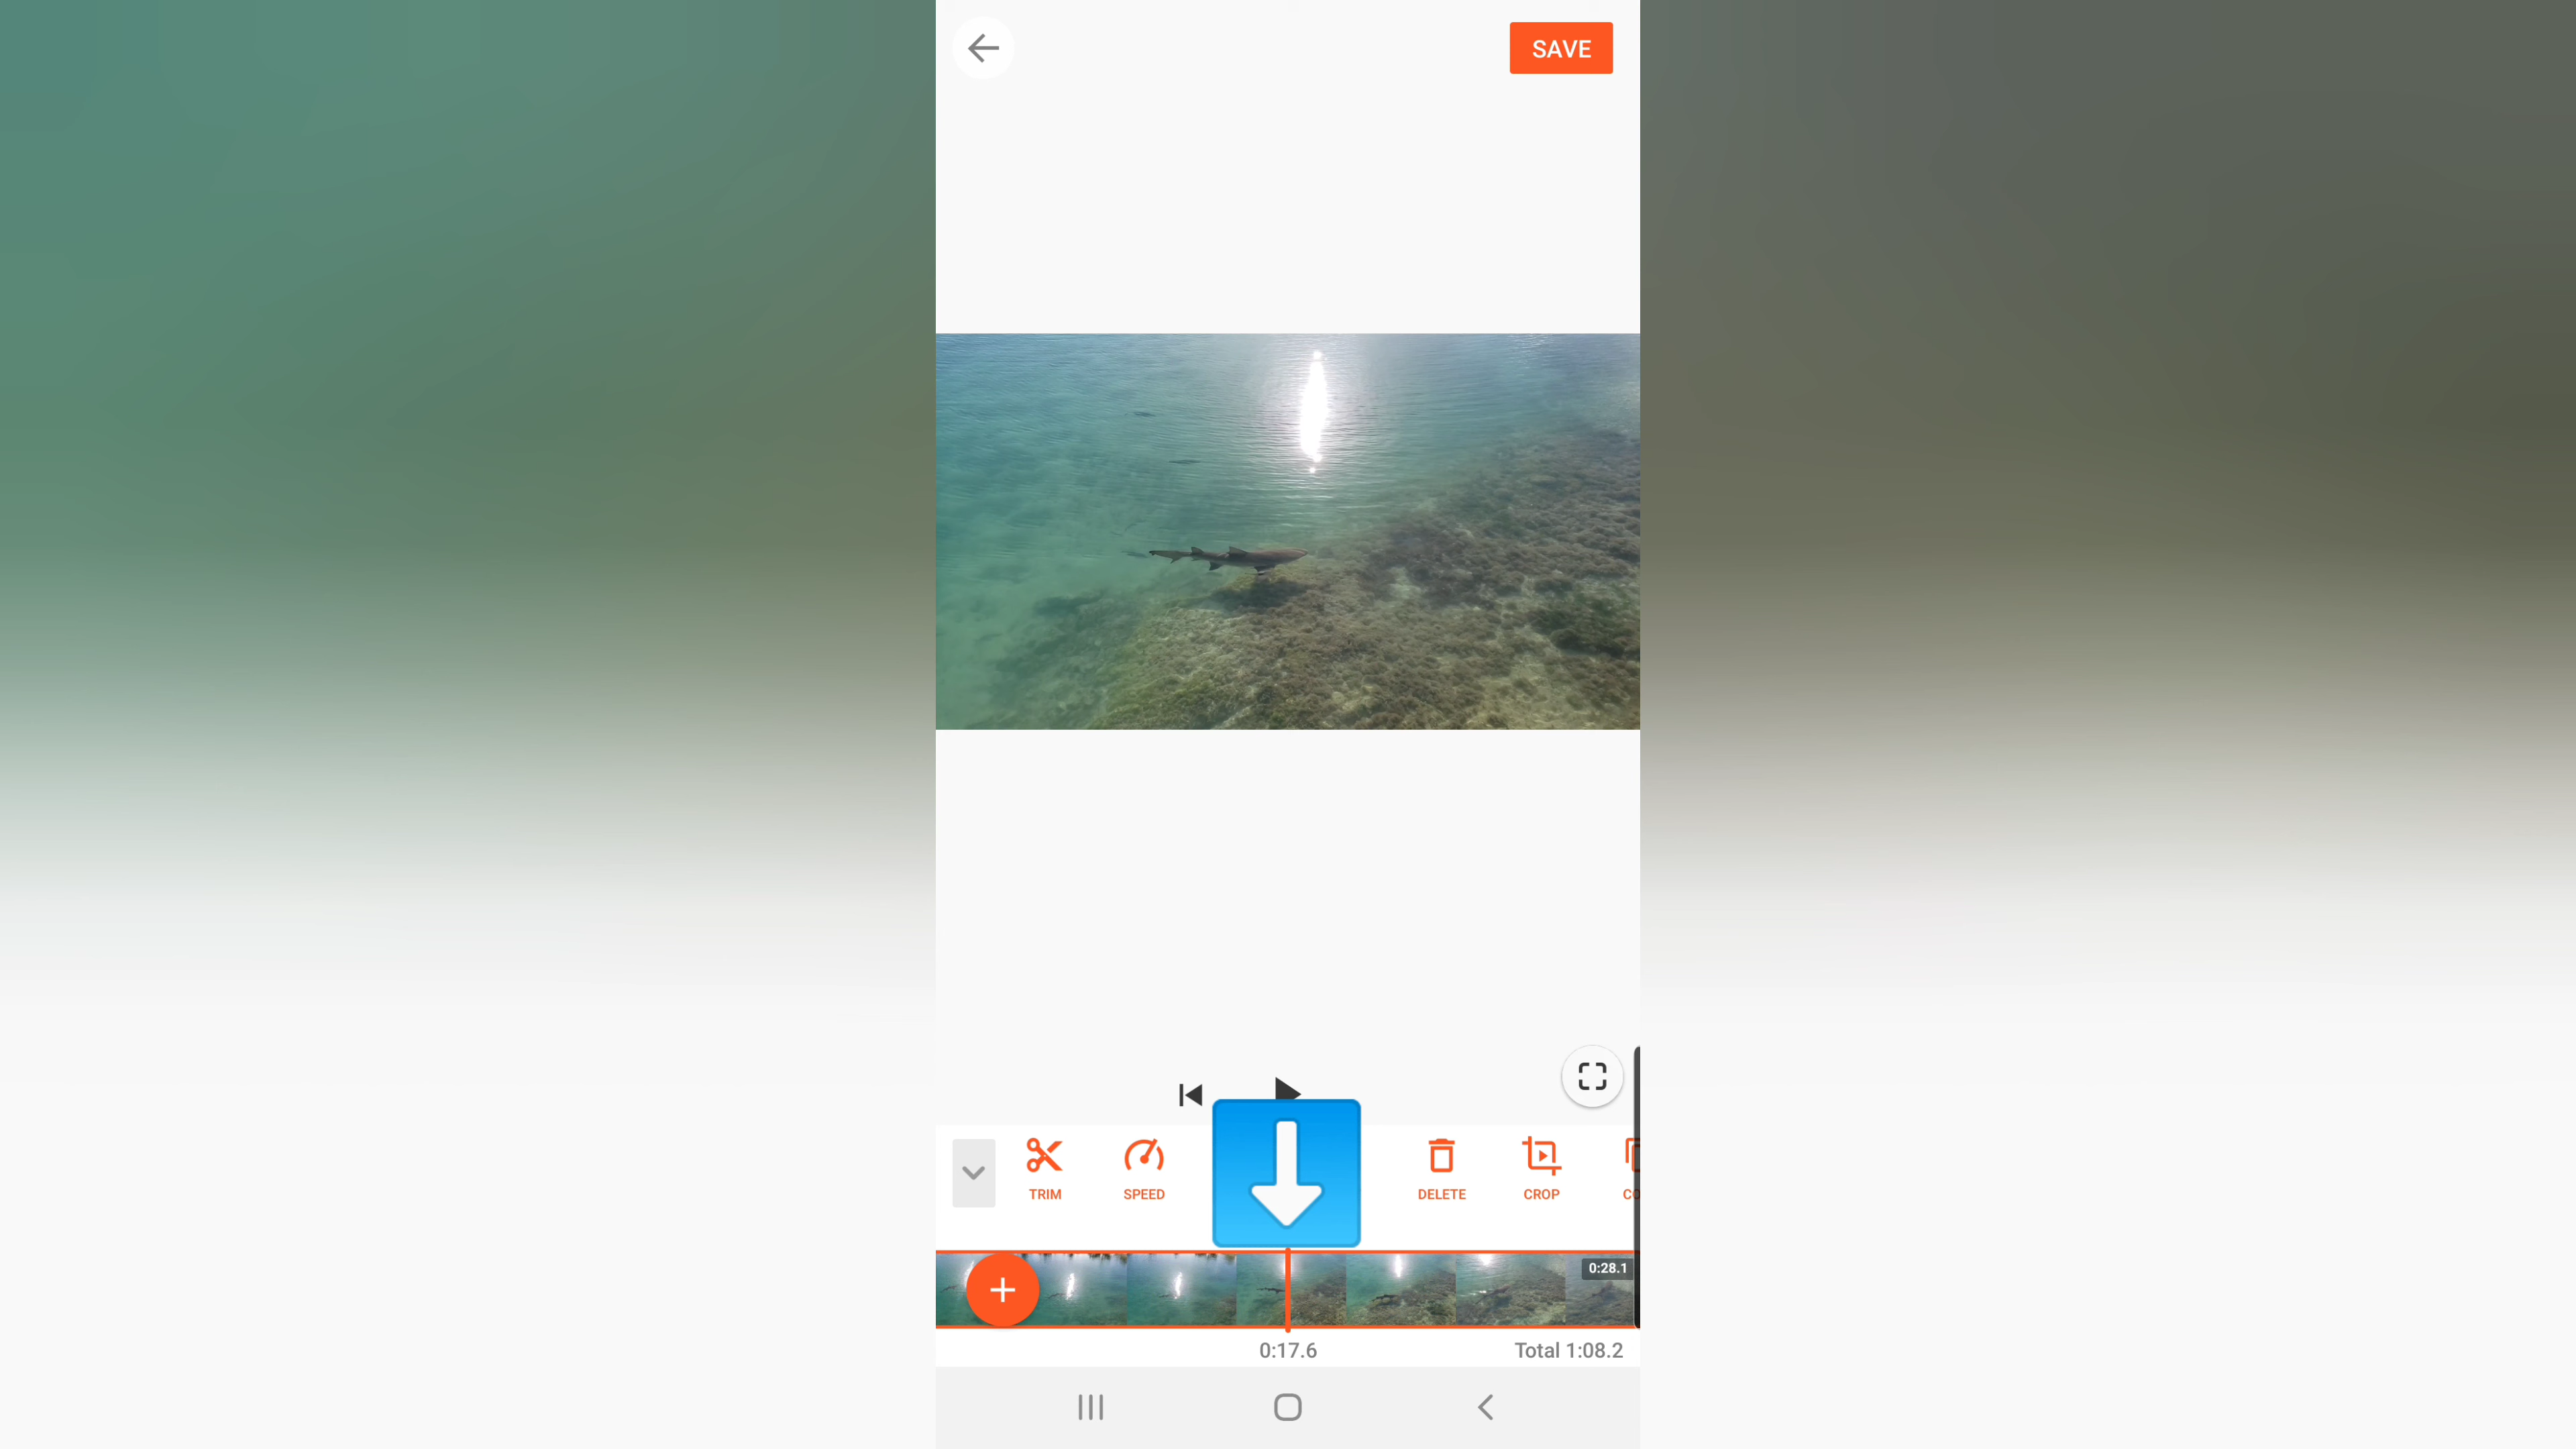 SAVE
TRIM
SPEED
DELETE
CROP
0:28.1
0:17.6
Total 1:08.2